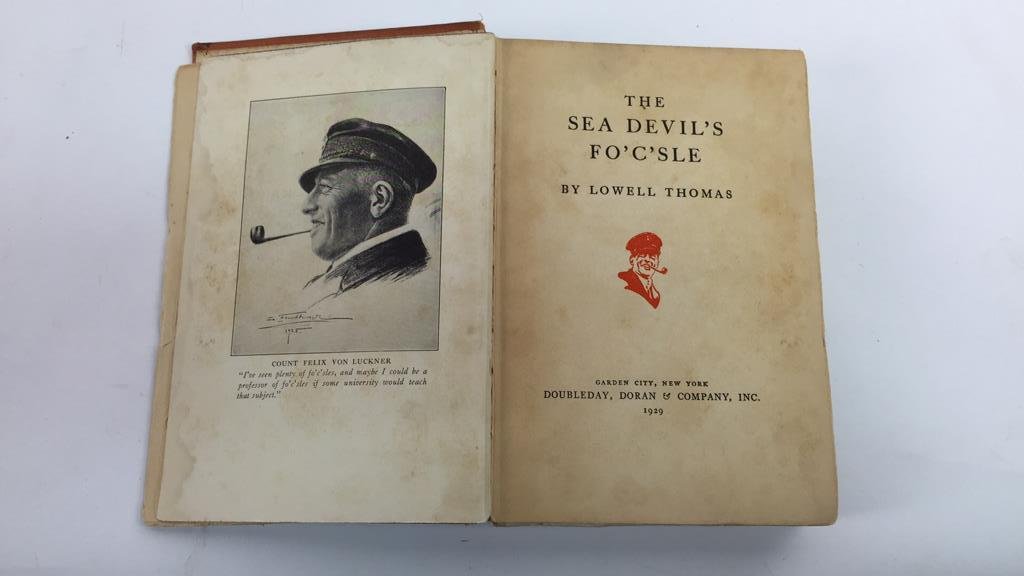 1925
COUNT FELIX VON LUCKNER
"I've seen plenty of fo'c'sles, and maybe I could be a
professor of fo'c'sles if some university would teach
that subject."
THE
SEA DEVIL'S
FO'C'SLE
BY LOWELL THOMAS
GARDEN CITY, NEW YORK
DOUBLEDAY, DORAN & COMPANY, INC.
1929